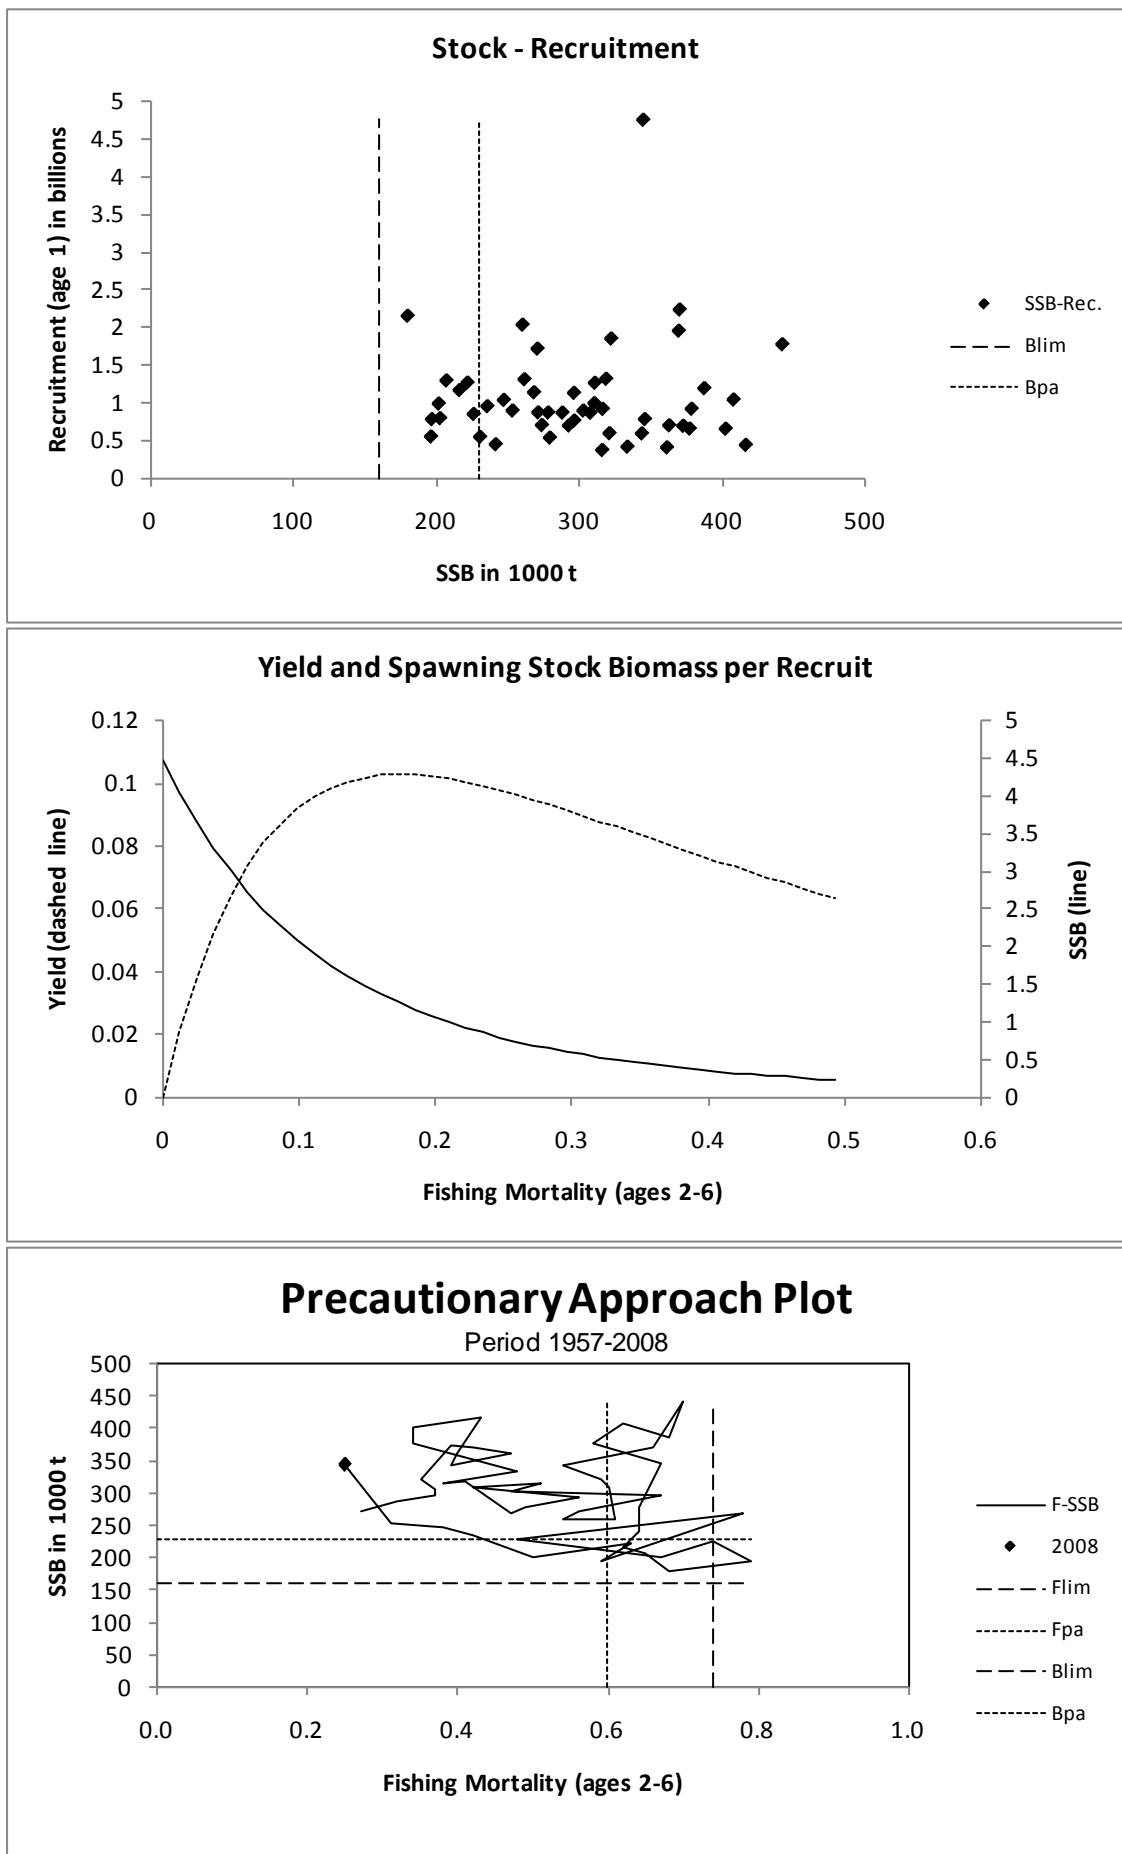 Stock - Recruitment
Recruitment (age 1) in billions
5
4.5
4
3.5
3
2.5
2
1.5
1
0.5
0
0 100 200 300 400 500
SSB in 1000 t
SSB-Rec.
Blim
Bpa
Yield and Spawning Stock Biomass per Recruit
Yield (dashed line)
0.12
0.1
0.08
0.06
0.04
0.02
0
5
4.5
4
3.5
3
2.5
2
1.5
1
0.5
0
SSB (line)
0 0.1 0.2 0.3 0.4 0.5 0.6
Fishing Mortality (ages 2-6)
Precautionary Approach Plot
Period 1957-2008
SSB in 1000 t
500
450
400
350
300
250
200
150
100
50
0
0.0 0.2 0.4 0.6 0.8 1.0
Fishing Mortality (ages 2-6)
F-SSB
2008
Flim
Fpa
Blim
Bpa